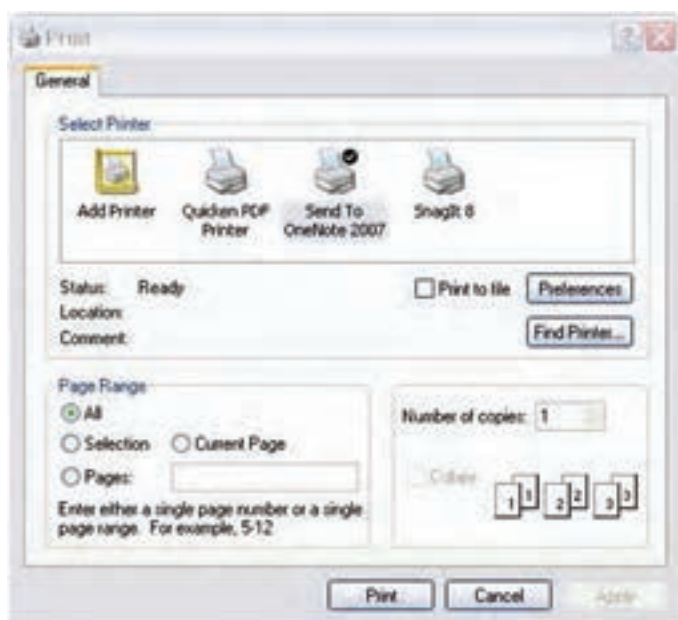 Print
General
Select Printer
Add Printer
Quicken PDF
Printer
Send To
OneNote 2007
SnagIt 8
Status: Ready
Location:
Comment:
Print to file
Preferences
Find Printer...
Page Range
All
Selection
Current Page
Pages:
Enter either a single page number or a single
page range. For example, 5-12
Number of copies: 1
Collate
1 1 2 2 3 3
Print
Cancel
Apply